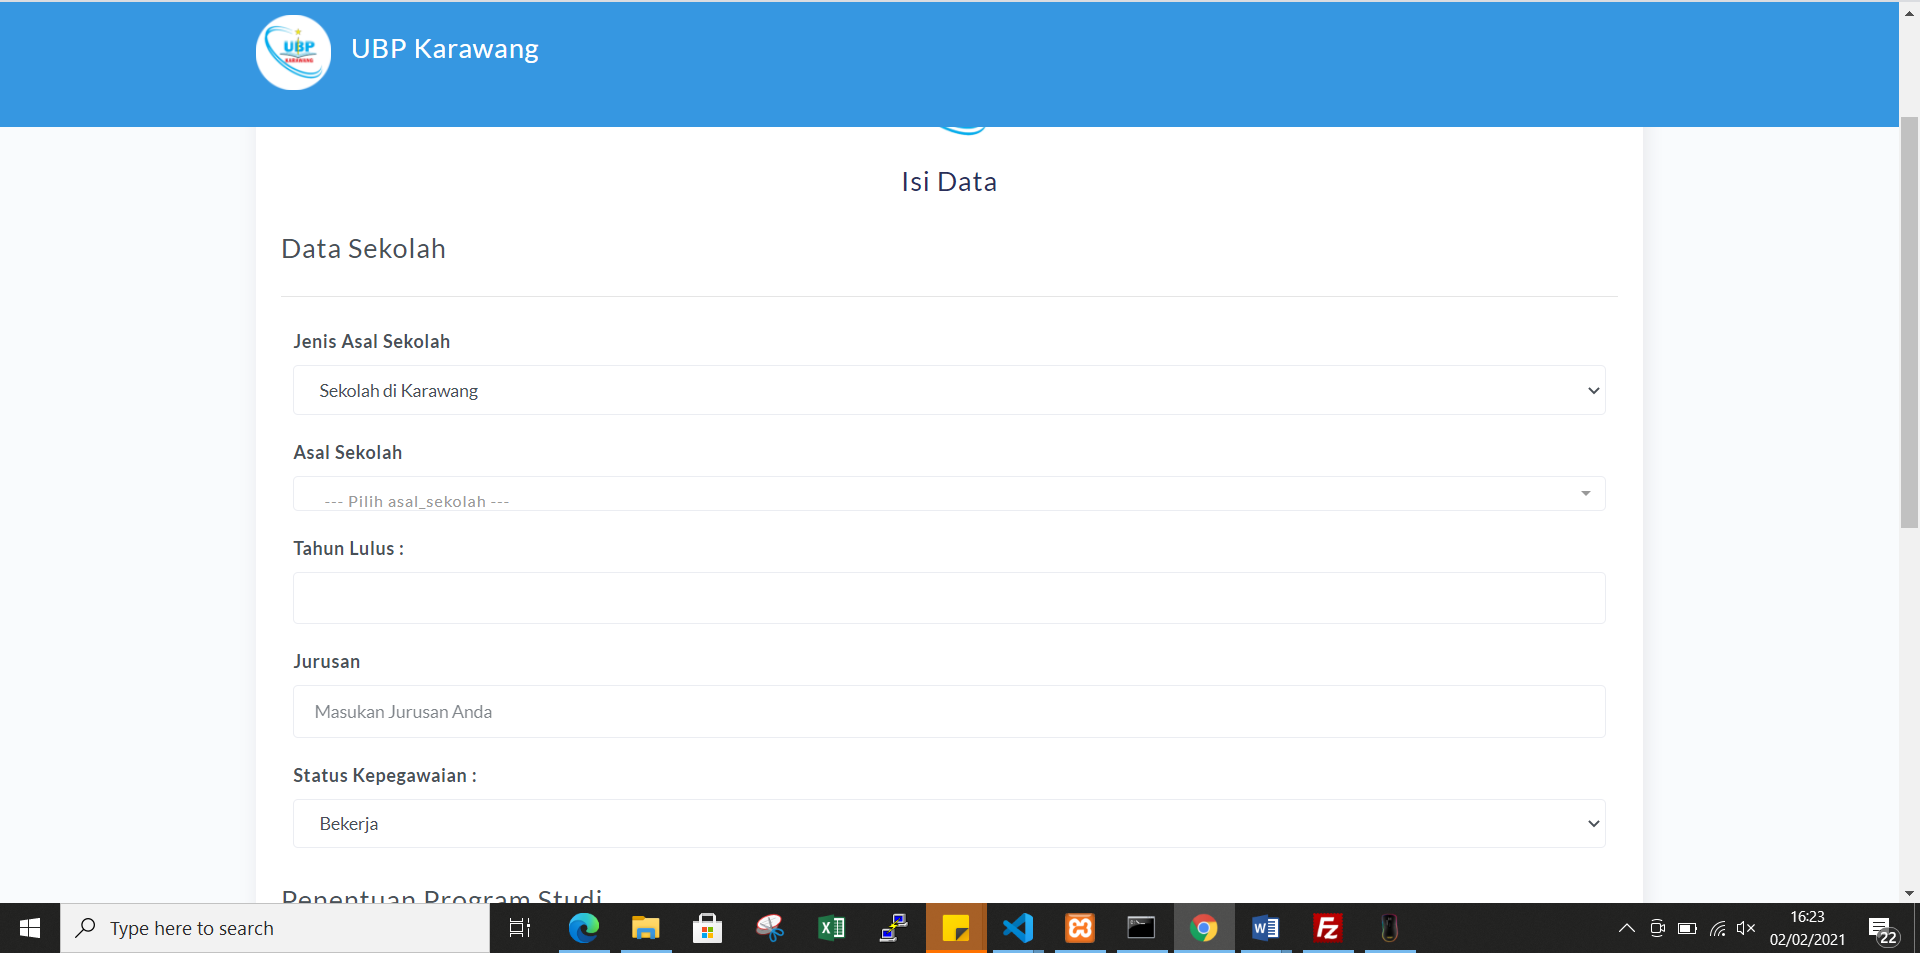 UBP
KARAWANG
UBP Karawang
Isi Data
Data Sekolah
Jenis Asal Sekolah
Sekolah di Karawang
Asal Sekolah
--- Pilih asal_sekolah ---
Tahun Lulus :
Jurusan
Masukan Jurusan Anda
Status Kepegawaian :
Bekerja
Penentuan Program Studi
Type here to search
16:23
02/02/2021
22